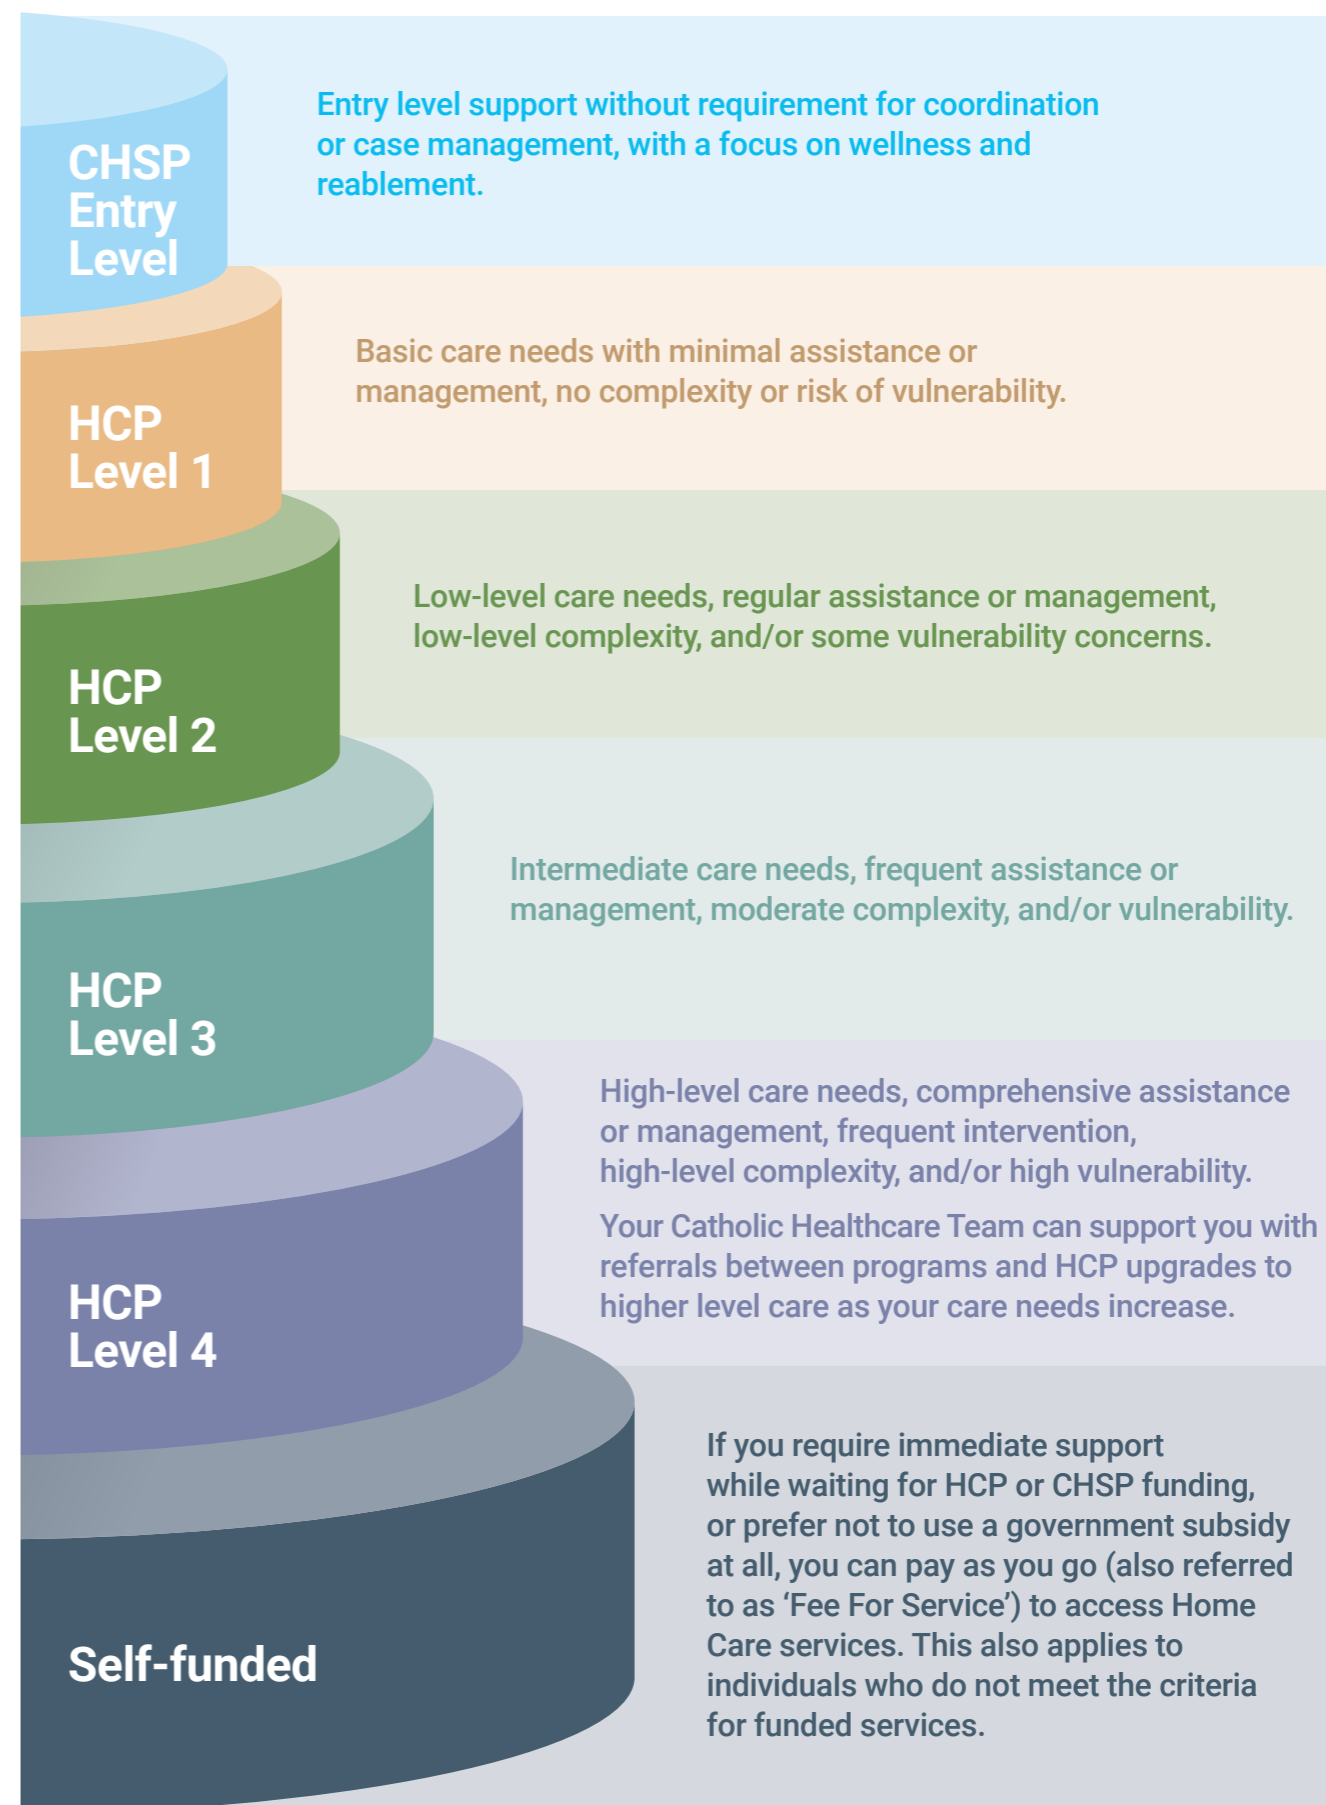 CHSP
Entry
Level
Entry level support without requirement for coordination
or case management, with a focus on wellness and
reablement.
HCP
Level 1
Basic care needs with minimal assistance or
management, no complexity or risk of vulnerability.
HCP
Level 2
Low-level care needs, regular assistance or management,
low-level complexity, and/or some vulnerability concerns.
HCP
Level 3
Intermediate care needs, frequent assistance or
management, moderate complexity, and/or vulnerability.
HCP
Level 4
High-level care needs, comprehensive assistance
or management, frequent intervention,
high-level complexity, and/or high vulnerability.
Your Catholic Healthcare Team can support you with
referrals between programs and HCP upgrades to
higher level care as your care needs increase.
Self-funded
If you require immediate support
while waiting for HCP or CHSP funding,
or prefer not to use a government subsidy
at all, you can pay as you go (also referred
to as ‘Fee For Service’) to access Home
Care services. This also applies to
individuals who do not meet the criteria
for funded services.